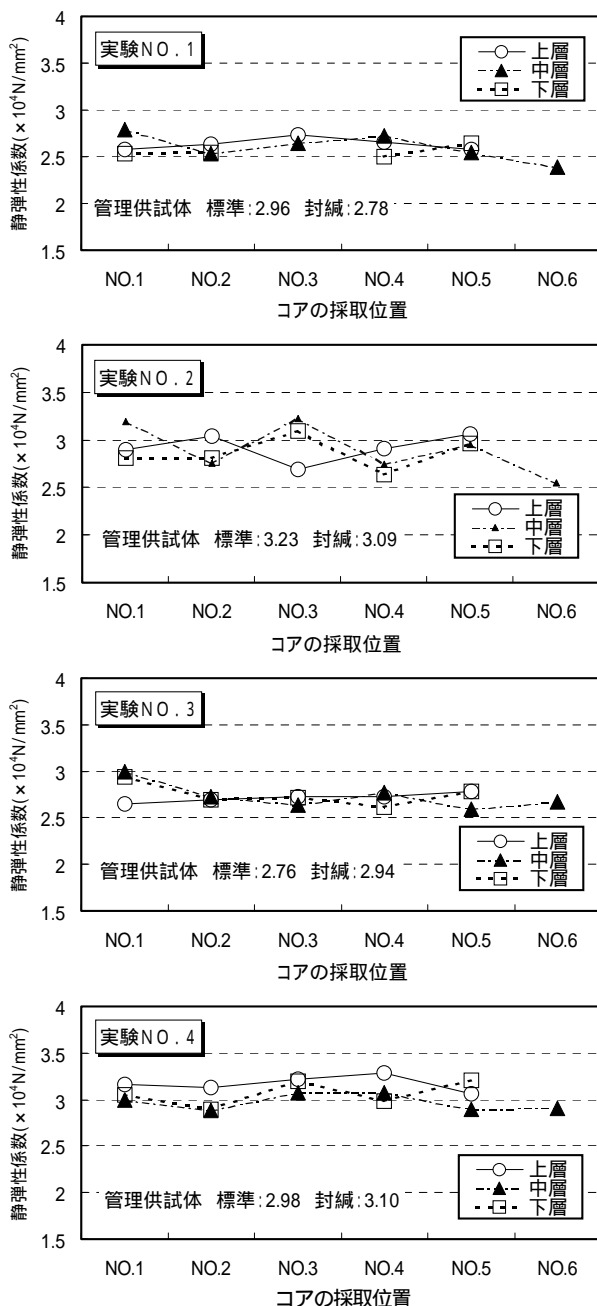 静弾性係数(×10⁴N/mm²)
4
3.5
3
2.5
2
1.5
実験NO.1
上層
中層
下層
管理供試体 標準:2.96 封緘:2.78
NO.1 NO.2 NO.3 NO.4 NO.5 NO.6
コアの採取位置
静弾性係数(×10⁴N/mm²)
4
3.5
3
2.5
2
1.5
実験NO.2
上層
中層
下層
管理供試体 標準:3.23 封緘:3.09
NO.1 NO.2 NO.3 NO.4 NO.5 NO.6
コアの採取位置
静弾性係数(×10⁴N/mm²)
4
3.5
3
2.5
2
1.5
実験NO.3
上層
中層
下層
管理供試体 標準:2.76 封緘:2.94
NO.1 NO.2 NO.3 NO.4 NO.5 NO.6
コアの採取位置
静弾性係数(×10⁴N/mm²)
4
3.5
3
2.5
2
1.5
実験NO.4
上層
中層
下層
管理供試体 標準:2.98 封緘:3.10
NO.1 NO.2 NO.3 NO.4 NO.5 NO.6
コアの採取位置